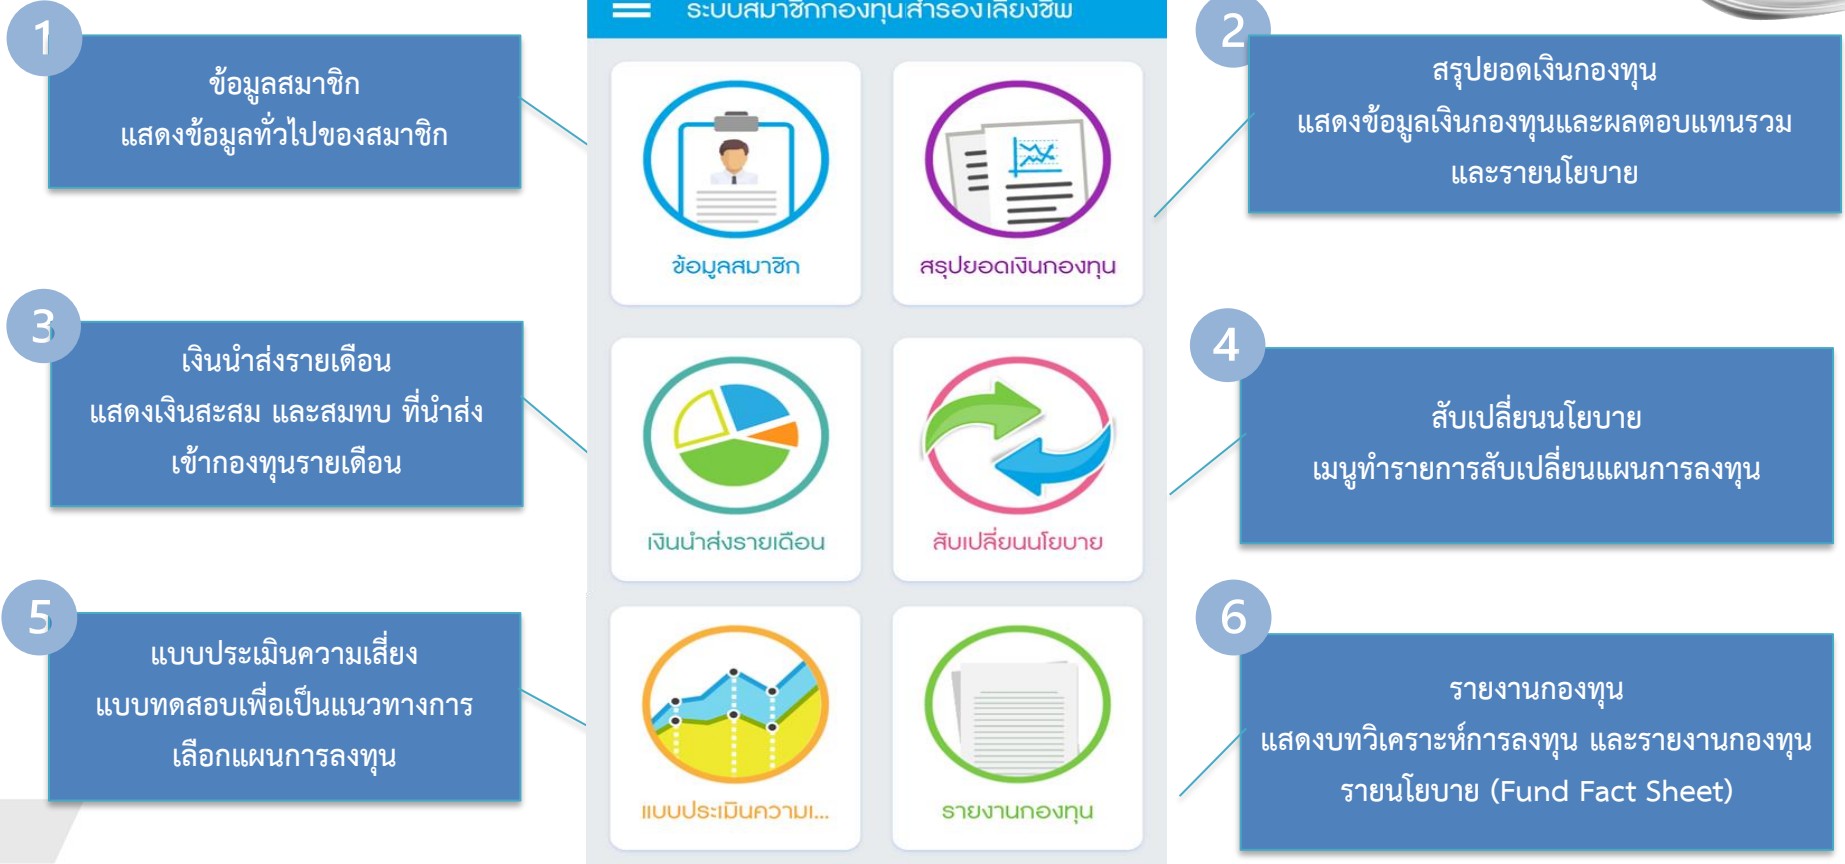 ระบบสมาชิกกองทุนสำรองเลี้ยงชีพ
1
ข้อมูลสมาชิก
แสดงข้อมูลทั่วไปของสมาชิก
2
สรุปยอดเงินกองทุน
แสดงข้อมูลเงินกองทุนและผลตอบแทนรวม
และรายนโยบาย
ข้อมูลสมาชิก
สรุปยอดเงินกองทุน
3
เงินนำส่งรายเดือน
แสดงเงินสะสม และสมทบ ที่นำส่ง
เข้ากองทุนรายเดือน
4
สับเปลี่ยนนโยบาย
เมนูทำรายการสับเปลี่ยนแผนการลงทุน
เงินนำส่งรายเดือน
สับเปลี่ยนนโยบาย
5
แบบประเมินความเสี่ยง
แบบทดสอบเพื่อเป็นแนวทางการ
เลือกแผนการลงทุน
6
รายงานกองทุน
แสดงบทวิเคราะห์การลงทุน และรายงานกองทุน
รายนโยบาย (Fund Fact Sheet)
แบบประเมินความเ...
รายงานกองทุน